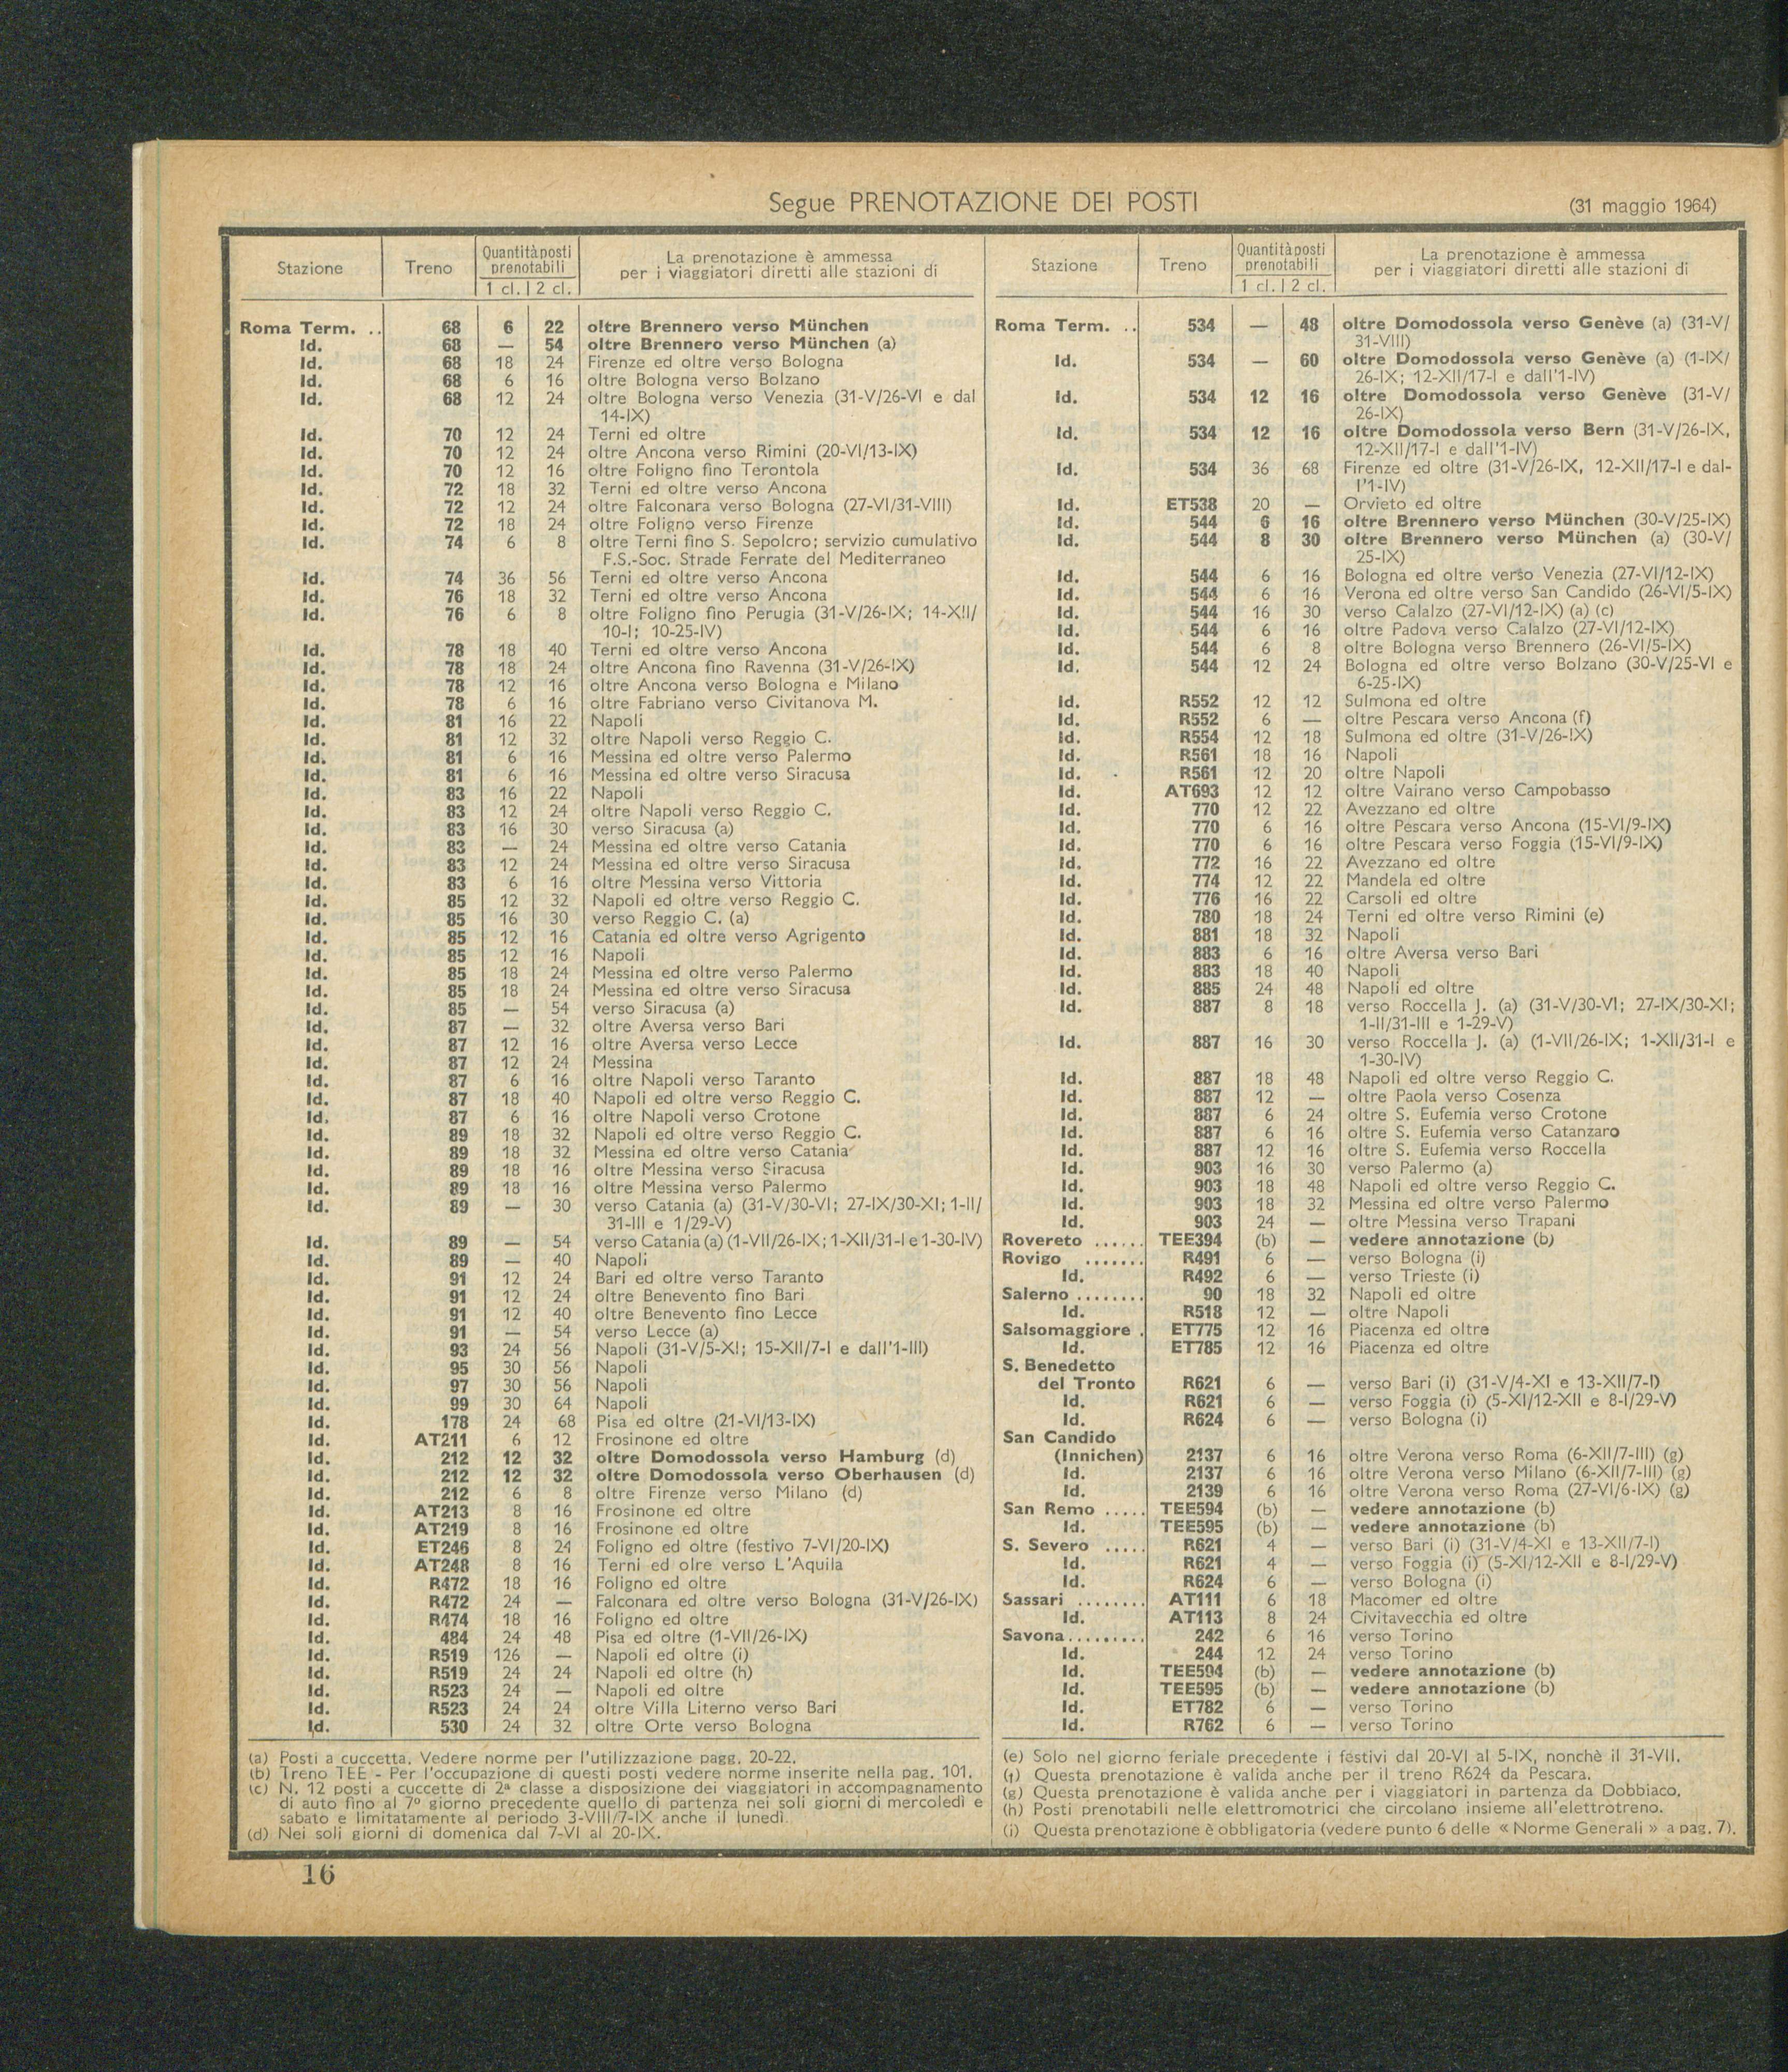 Segue PRENOTAZIONE DEI POSTI (31 maggio 1964)
Stazione Treno Quantità posti prenotabili 1 cl. 2 cl. La prenotazione è ammessa per i viaggiatori diretti alle stazioni di
Roma Term. .. 68 6 22 oltre Brennero verso München
Id. 68 — 54 oltre Brennero verso München (a)
Id. 68 18 24 Firenze ed oltre verso Bologna
Id. 68 6 16 oltre Bologna verso Bolzano
Id. 68 12 24 oltre Bologna verso Venezia (31-V/26-VI e dal
14-IX)
Id. 70 12 24 Terni ed oltre
Id. 70 12 24 oltre Ancona verso Rimini (20-VI/13-IX)
Id. 70 12 16 oltre Foligno fino Terontola
Id. 72 18 32 Terni ed oltre verso Ancona
Id. 72 12 24 oltre Falconara verso Bologna (27-VI/31-VIII)
Id. 72 18 24 oltre Foligno verso Firenze
Id. 74 6 8 oltre Terni fino S. Sepolcro; servizio cumulativo
F.S.-Soc. Strade Ferrate del Mediterraneo
Id. 74 36 56 Terni ed oltre verso Ancona
Id. 76 18 32 Terni ed oltre verso Ancona
Id. 76 6 8 oltre Foligno fino Perugia (31-V/26-IX; 14-XII/
10-I; 10-25-IV)
Id. 78 18 40 Terni ed oltre verso Ancona
Id. 78 18 24 oltre Ancona fino Ravenna (31-V/26-IX)
Id. 78 12 16 oltre Ancona verso Bologna e Milano
Id. 78 6 16 oltre Fabriano verso Civitanova M.
Id. 81 16 22 Napoli
Id. 81 12 32 oltre Napoli verso Reggio C.
Id. 81 6 16 Messina ed oltre verso Palermo
Id. 81 6 16 Messina ed oltre verso Siracusa
Id. 83 16 22 Napoli
Id. 83 12 24 oltre Napoli verso Reggio C.
Id. 83 16 30 verso Siracusa (a)
Id. 83 — 24 Messina ed oltre verso Catania
Id. 83 12 24 Messina ed oltre verso Siracusa
Id. 83 6 16 oltre Messina verso Vittoria
Id. 85 12 32 Napoli ed oltre verso Reggio C.
Id. 85 16 30 verso Reggio C. (a)
Id. 85 12 16 Catania ed oltre verso Agrigento
Id. 85 12 16 Napoli
Id. 85 18 24 Messina ed oltre verso Palermo
Id. 85 18 24 Messina ed oltre verso Siracusa
Id. 85 — 54 verso Siracusa (a)
Id. 87 — 32 oltre Aversa verso Bari
Id. 87 12 16 oltre Aversa verso Lecce
Id. 87 12 24 Messina
Id. 87 6 16 oltre Napoli verso Taranto
Id. 87 18 40 Napoli ed oltre verso Reggio C.
Id. 87 6 16 oltre Napoli verso Crotone
Id. 89 18 32 Napoli ed oltre verso Reggio C.
Id. 89 18 32 Messina ed oltre verso Catania
Id. 89 18 16 oltre Messina verso Siracusa
Id. 89 18 16 oltre Messina verso Palermo
Id. 89 — 30 verso Catania (a) (31-V/30-VI; 27-IX/30-XI; 1-II/
31-III e 1/29-V)
Id. 89 — 54 verso Catania (a) (1-VII/26-IX; 1-XII/31-I e 1-30-IV)
Id. 89 — 40 Napoli
Id. 91 12 24 Bari ed oltre verso Taranto
Id. 91 12 24 oltre Benevento fino Bari
Id. 91 12 40 oltre Benevento fino Lecce
Id. 91 — 54 verso Lecce (a)
Id. 93 24 56 Napoli (31-V/5-XI; 15-XII/7-I e dall'1-III)
Id. 95 30 56 Napoli
Id. 97 30 56 Napoli
Id. 99 30 64 Napoli
Id. 178 24 68 Pisa ed oltre (21-VI/13-IX)
Id. AT211 6 12 Frosinone ed oltre
Id. 212 12 32 oltre Domodossola verso Hamburg (d)
Id. 212 12 32 oltre Domodossola verso Oberhausen (d)
Id. 212 6 8 oltre Firenze verso Milano (d)
Id. AT213 8 16 Frosinone ed oltre
Id. AT219 8 16 Frosinone ed oltre
Id. ET246 8 24 Foligno ed oltre (festivo 7-VI/20-IX)
Id. AT248 8 16 Terni ed olre verso L'Aquila
Id. R472 18 16 Foligno ed oltre
Id. R472 24 — Falconara ed oltre verso Bologna (31-V/26-IX)
Id. R474 18 16 Foligno ed oltre
Id. 484 24 48 Pisa ed oltre (1-VII/26-IX)
Id. R519 126 — Napoli ed oltre (i)
Id. R519 24 24 Napoli ed oltre (h)
Id. R523 24 — Napoli ed oltre
Id. R523 24 24 oltre Villa Literno verso Bari
Id. 530 24 32 oltre Orte verso Bologna
(a) Posti a cuccetta. Vedere norme per l'utilizzazione pagg. 20-22.
(b) Treno TEE - Per l'occupazione di questi posti vedere norme inserite nella pag. 101.
(c) N. 12 posti a cuccette di 2ª classe a disposizione dei viaggiatori in accompagnamento
di auto fino al 7º giorno precedente quello di partenza nei soli giorni di mercoledì e
sabato e limitatamente al periodo 3-VIII/7-IX anche il lunedì.
(d) Nei soli giorni di domenica dal 7-VI al 20-IX.
16
Stazione Treno Quantità posti prenotabili 1 cl. 2 cl. La prenotazione è ammessa per i viaggiatori diretti alle stazioni di
Roma Term. .. 534 — 48 oltre Domodossola verso Genève (a) (31-V/
31-VIII)
Id. 534 — 60 oltre Domodossola verso Genève (a) (1-IX/
26-IX; 12-XII/17-I e dall'1-IV)
Id. 534 12 16 oltre Domodossola verso Genève (31-V/
26-IX)
Id. 534 12 16 oltre Domodossola verso Bern (31-V/26-IX,
12-XII/17-I e dall'1-IV)
Id. 534 36 68 Firenze ed oltre (31-V/26-IX, 12-XII/17-I e dal-
l'1-IV)
Id. ET538 20 — Orvieto ed oltre
Id. 544 6 16 oltre Brennero verso München (30-V/25-IX)
Id. 544 8 30 oltre Brennero verso München (a) (30-V/
25-IX)
Id. 544 6 16 Bologna ed oltre verso Venezia (27-VI/12-IX)
Id. 544 6 16 Verona ed oltre verso San Candido (26-VI/5-IX)
Id. 544 16 30 verso Calalzo (27-VI/12-IX) (a) (c)
Id. 544 6 16 oltre Padova verso Calalzo (27-VI/12-IX)
Id. 544 6 8 oltre Bologna verso Brennero (26-VI/5-IX)
Id. 544 12 24 Bologna ed oltre verso Bolzano (30-V/25-VI e
6-25-IX)
Id. R552 12 12 Sulmona ed oltre
Id. R552 6 — oltre Pescara verso Ancona (f)
Id. R554 12 18 Sulmona ed oltre (31-V/26-IX)
Id. R561 18 16 Napoli
Id. R561 12 20 oltre Napoli
Id. AT693 12 12 oltre Vairano verso Campobasso
Id. 770 12 22 Avezzano ed oltre
Id. 770 6 16 oltre Pescara verso Ancona (15-VI/9-IX)
Id. 770 6 16 oltre Pescara verso Foggia (15-VI/9-IX)
Id. 772 16 22 Avezzano ed oltre
Id. 774 12 22 Mandela ed oltre
Id. 776 16 22 Carsoli ed oltre
Id. 780 18 24 Terni ed oltre verso Rimini (e)
Id. 881 18 32 Napoli
Id. 883 6 16 oltre Aversa verso Bari
Id. 883 18 40 Napoli
Id. 885 24 48 Napoli ed oltre
Id. 887 8 18 verso Roccella J. (a) (31-V/30-VI; 27-IX/30-XI;
1-II/31-III e 1-29-V)
Id. 887 16 30 verso Roccella J. (a) (1-VII/26-IX; 1-XII/31-I e
1-30-IV)
Id. 887 18 48 Napoli ed oltre verso Reggio C.
Id. 887 12 — oltre Paola verso Cosenza
Id. 887 6 24 oltre S. Eufemia verso Crotone
Id. 887 6 16 oltre S. Eufemia verso Catanzaro
Id. 887 12 16 oltre S. Eufemia verso Roccella
Id. 903 16 30 verso Palermo (a)
Id. 903 18 48 Napoli ed oltre verso Reggio C.
Id. 903 18 32 Messina ed oltre verso Palermo
Id. 903 24 — oltre Messina verso Trapani
Rovereto ...... TEE394 (b) — vedere annotazione (b)
Rovigo ....... R491 6 — verso Bologna (i)
Id. R492 6 — verso Trieste (i)
Salerno ........ 90 18 32 Napoli ed oltre
Id. R518 12 — oltre Napoli
Salsomaggiore . ET775 12 16 Piacenza ed oltre
Id. ET785 12 16 Piacenza ed oltre
S. Benedetto
del Tronto R621 6 — verso Bari (i) (31-V/4-XI e 13-XII/7-I)
Id. R621 6 — verso Foggia (i) (5-XI/12-XII e 8-I/29-V)
Id. R624 6 — verso Bologna (i)
San Candido
(Innichen) 2137 6 16 oltre Verona verso Roma (6-XII/7-III) (g)
Id. 2137 6 16 oltre Verona verso Milano (6-XII/7-III) (g)
Id. 2139 6 16 oltre Verona verso Roma (27-VI/6-IX) (g)
San Remo ..... TEE594 (b) — vedere annotazione (b)
Id. TEE595 (b) — vedere annotazione (b)
S. Severo ..... R621 4 — verso Bari (i) (31-V/4-XI e 13-XII/7-I)
Id. R621 4 — verso Foggia (i) (5-XI/12-XII e 8-I/29-V)
Id. R624 6 — verso Bologna (i)
Sassari ........ AT111 6 18 Macomer ed oltre
Id. AT113 8 24 Civitavecchia ed oltre
Savona......... 242 6 16 verso Torino
Id. 244 12 24 verso Torino
Id. TEE594 (b) — vedere annotazione (b)
Id. TEE595 (b) — vedere annotazione (b)
Id. ET782 6 — verso Torino
Id. R762 6 — verso Torino
(e) Solo nel giorno feriale precedente i festivi dal 20-VI al 5-IX, nonchè il 31-VII.
(f) Questa prenotazione è valida anche per il treno R624 da Pescara.
(g) Questa prenotazione è valida anche per i viaggiatori in partenza da Dobbiaco.
(h) Posti prenotabili nelle elettromotrici che circolano insieme all'elettrotreno.
(i) Questa prenotazione è obbligatoria (vedere punto 6 delle « Norme Generali » a pag. 7).